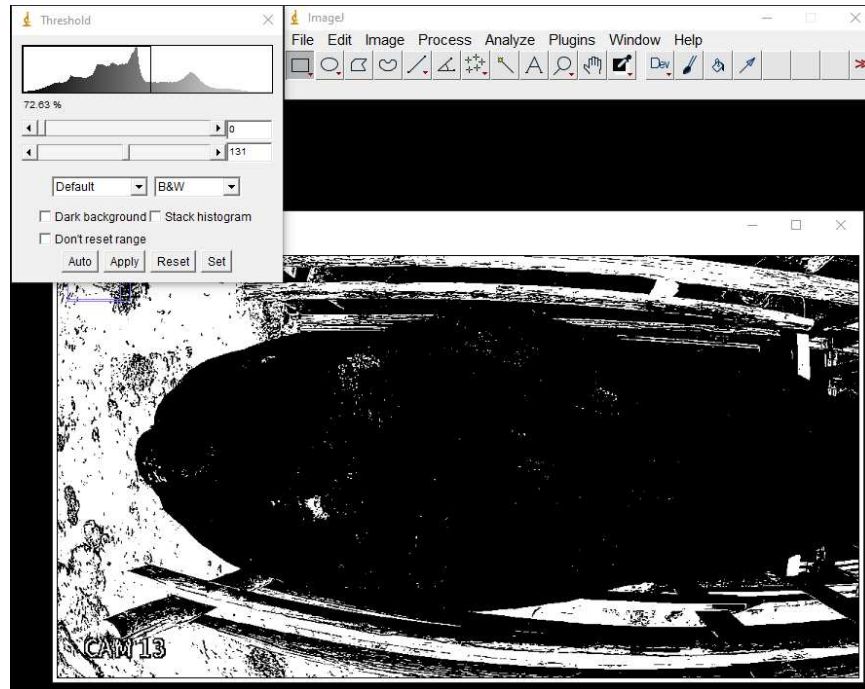 Threshold
72.63 %
0
131
Default
B&W
Dark background
Stack histogram
Don't reset range
Auto
Apply
Reset
Set
ImageJ
File Edit Image Process Analyze Plugins Window Help
Dev
CAM 13